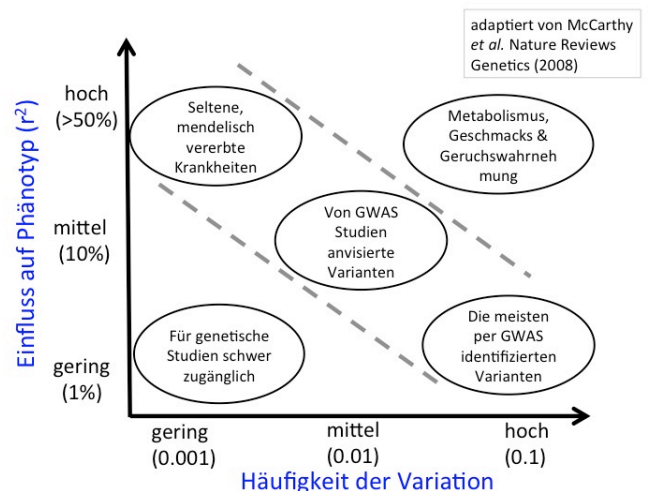 adaptiert von McCarthy
et al. Nature Reviews
Genetics (2008)
Einfluss auf Phänotyp (r²)
hoch
(>50%)
mittel
(10%)
gering
(1%)
Seltene,
mendelisch
vererbte
Krankheiten
Metabolismus,
Geschmacks &
Geruchswahrneh
mung
Von GWAS
Studien
anvisierte
Varianten
Für genetische
Studien schwer
zugänglich
Die meisten
per GWAS
identifizierten
Varianten
gering
(0.001)
mittel
(0.01)
hoch
(0.1)
Häufigkeit der Variation